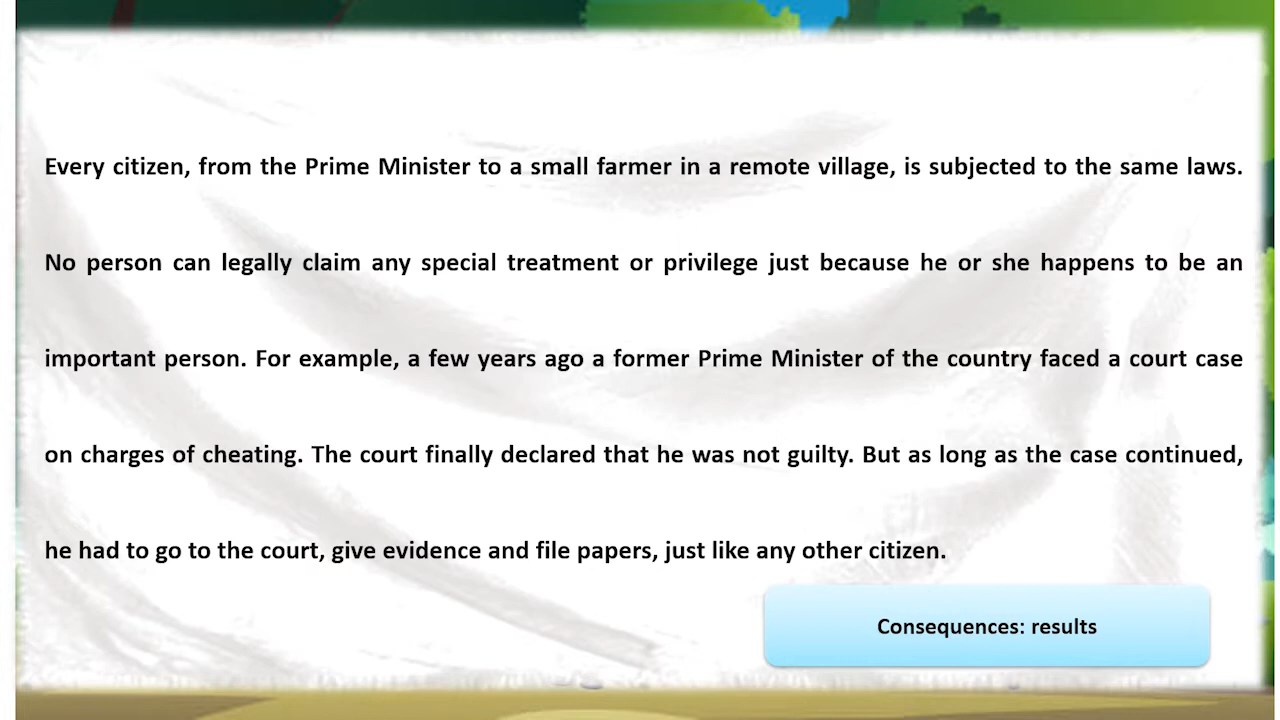 Every citizen, from the Prime Minister to a small farmer in a remote village, is subjected to the same laws.
No person can legally claim any special treatment or privilege just because he or she happens to be an
important person. For example, a few years ago a former Prime Minister of the country faced a court case
on charges of cheating. The court finally declared that he was not guilty. But as long as the case continued,
he had to go to the court, give evidence and file papers, just like any other citizen.
Consequences: results